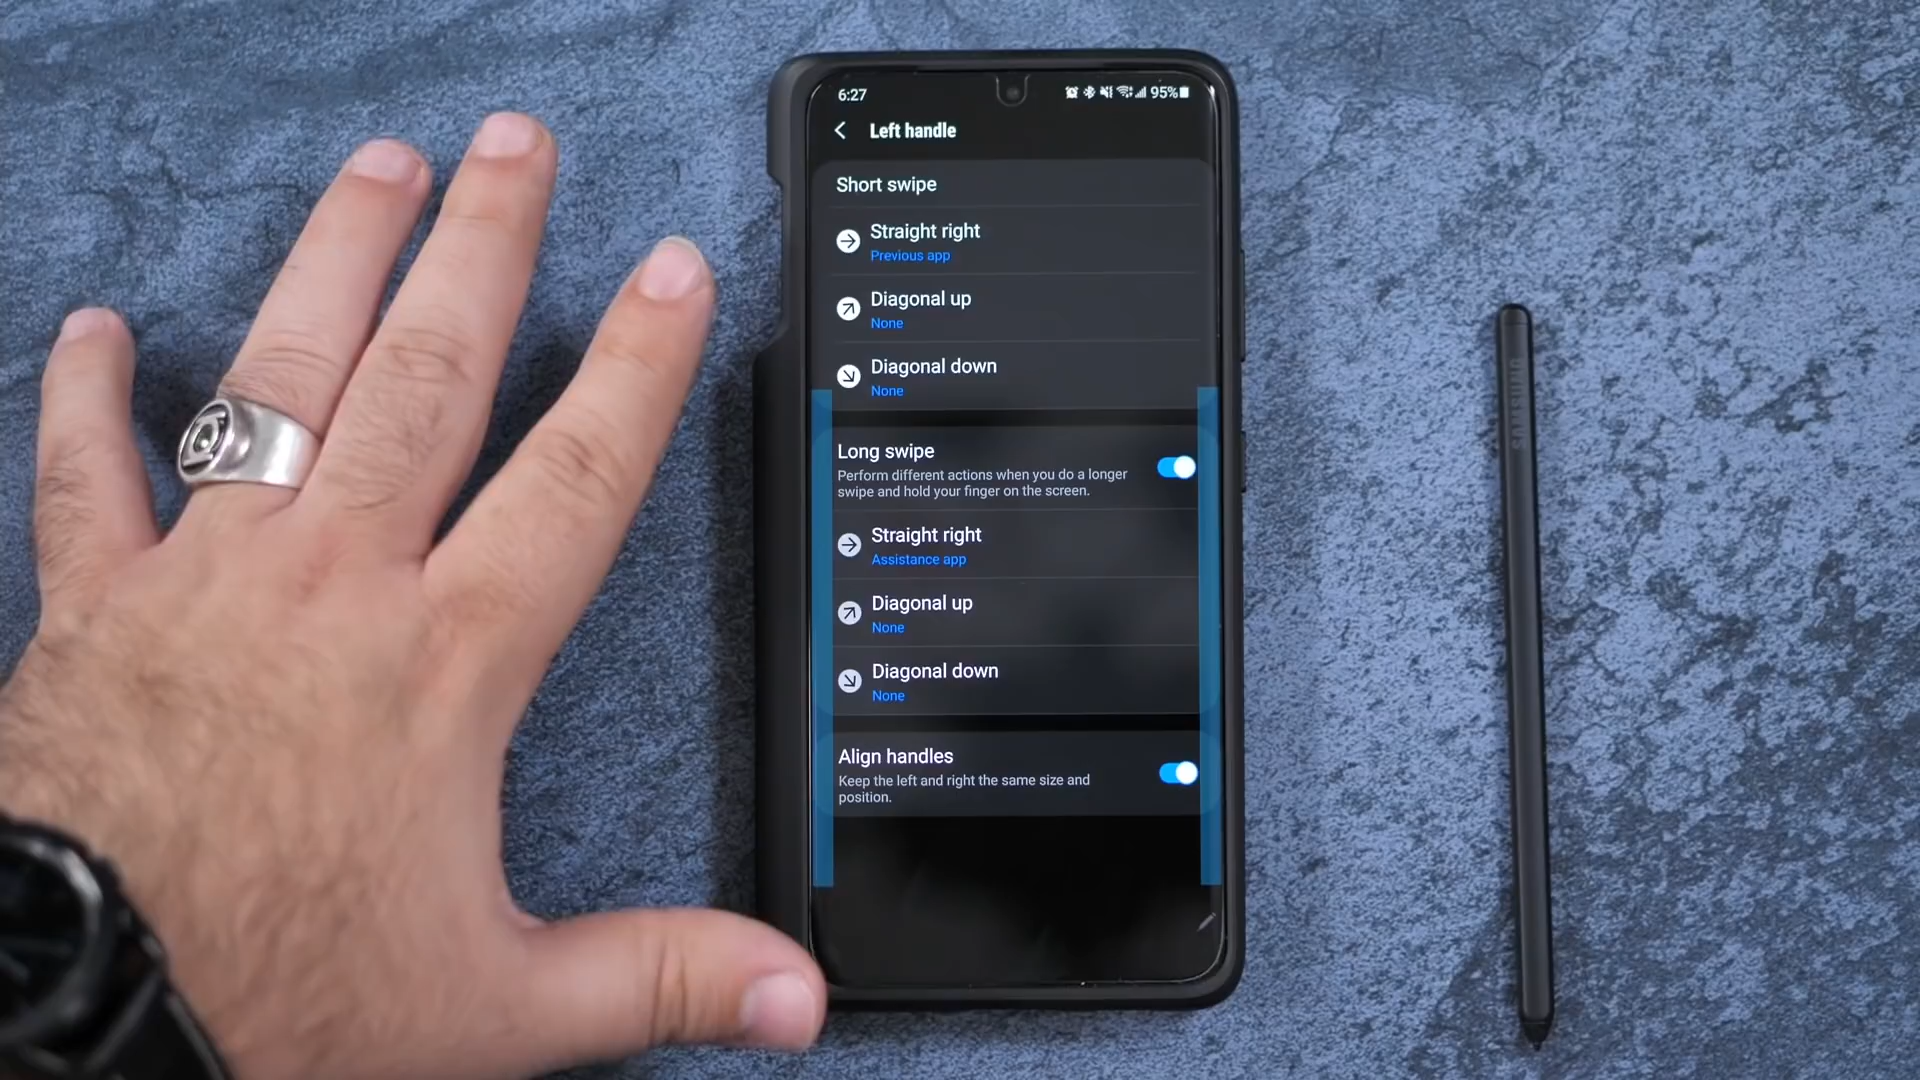 6:27
95%
Left handle
Short swipe
Straight right
Previous app
Diagonal up
None
Diagonal down
None
Long swipe
Perform different actions when you do a longer
swipe and hold your finger on the screen.
Straight right
Assistance app
Diagonal up
None
Diagonal down
None
Align handles
Keep the left and right the same size and
position.
SAMSUNG